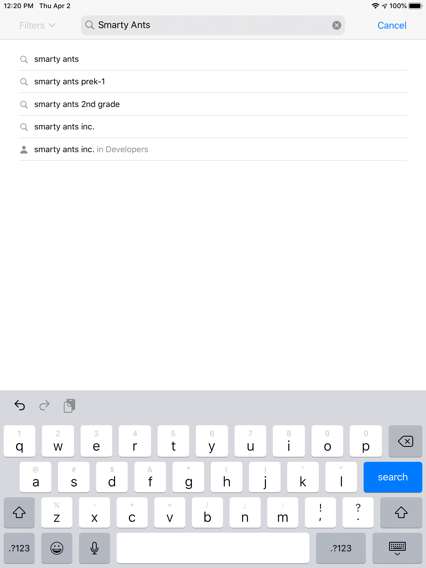 12:20 PM Thu Apr 2 100%
Filters Smarty Ants Cancel
smarty ants
smarty ants prek-1
smarty ants 2nd grade
smarty ants inc.
smarty ants inc. in Developers
1 2 3 4 5 6 7 8 9 0
q w e r t y u i o p
@ # $ & * ( ) ' "
a s d f g h j k l search
% - + = / ; : ! ?
z x c v b n m , .
.?123 .?123